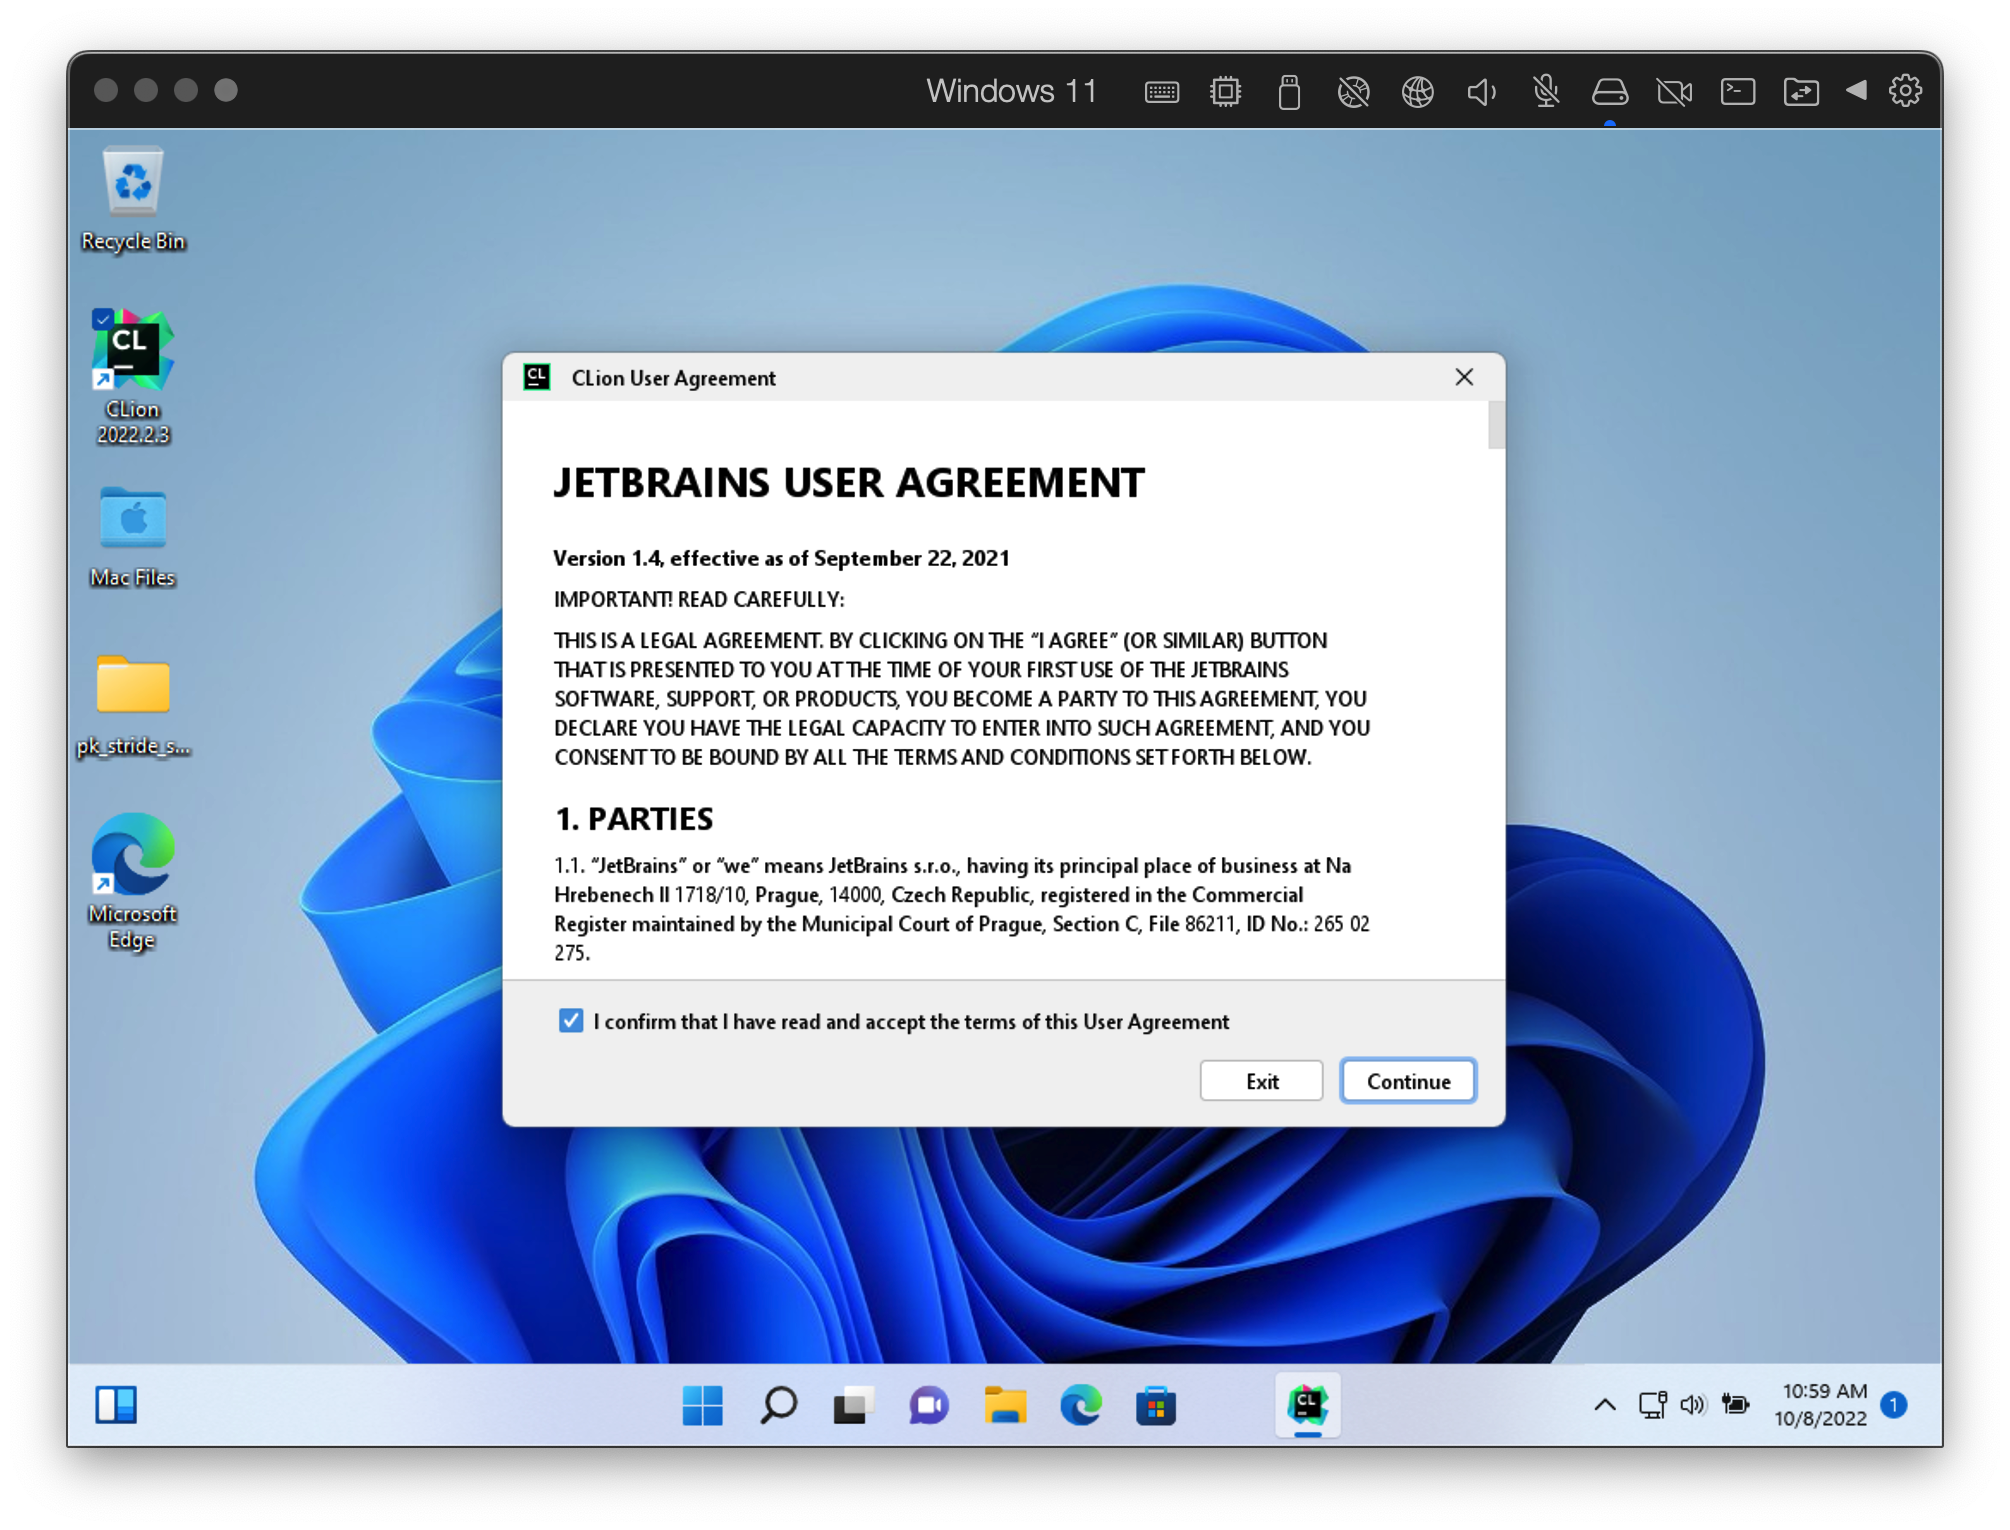 Windows 11
Recycle Bin
CL
CLion
2022.2.3
Mac Files
pk_stride_s...
Microsoft
Edge
CL
CLion User Agreement
JETBRAINS USER AGREEMENT
Version 1.4, effective as of September 22, 2021
IMPORTANT! READ CAREFULLY:
THIS IS A LEGAL AGREEMENT. BY CLICKING ON THE “I AGREE” (OR SIMILAR) BUTTON
THAT IS PRESENTED TO YOU AT THE TIME OF YOUR FIRST USE OF THE JETBRAINS
SOFTWARE, SUPPORT, OR PRODUCTS, YOU BECOME A PARTY TO THIS AGREEMENT, YOU
DECLARE YOU HAVE THE LEGAL CAPACITY TO ENTER INTO SUCH AGREEMENT, AND YOU
CONSENT TO BE BOUND BY ALL THE TERMS AND CONDITIONS SET FORTH BELOW.
1. PARTIES
1.1. “JetBrains” or “we” means JetBrains s.r.o., having its principal place of business at Na
Hrebenech II 1718/10, Prague, 14000, Czech Republic, registered in the Commercial
Register maintained by the Municipal Court of Prague, Section C, File 86211, ID No.: 265 02
275.
I confirm that I have read and accept the terms of this User Agreement
Exit
Continue
CL
10:59 AM
10/8/2022
1